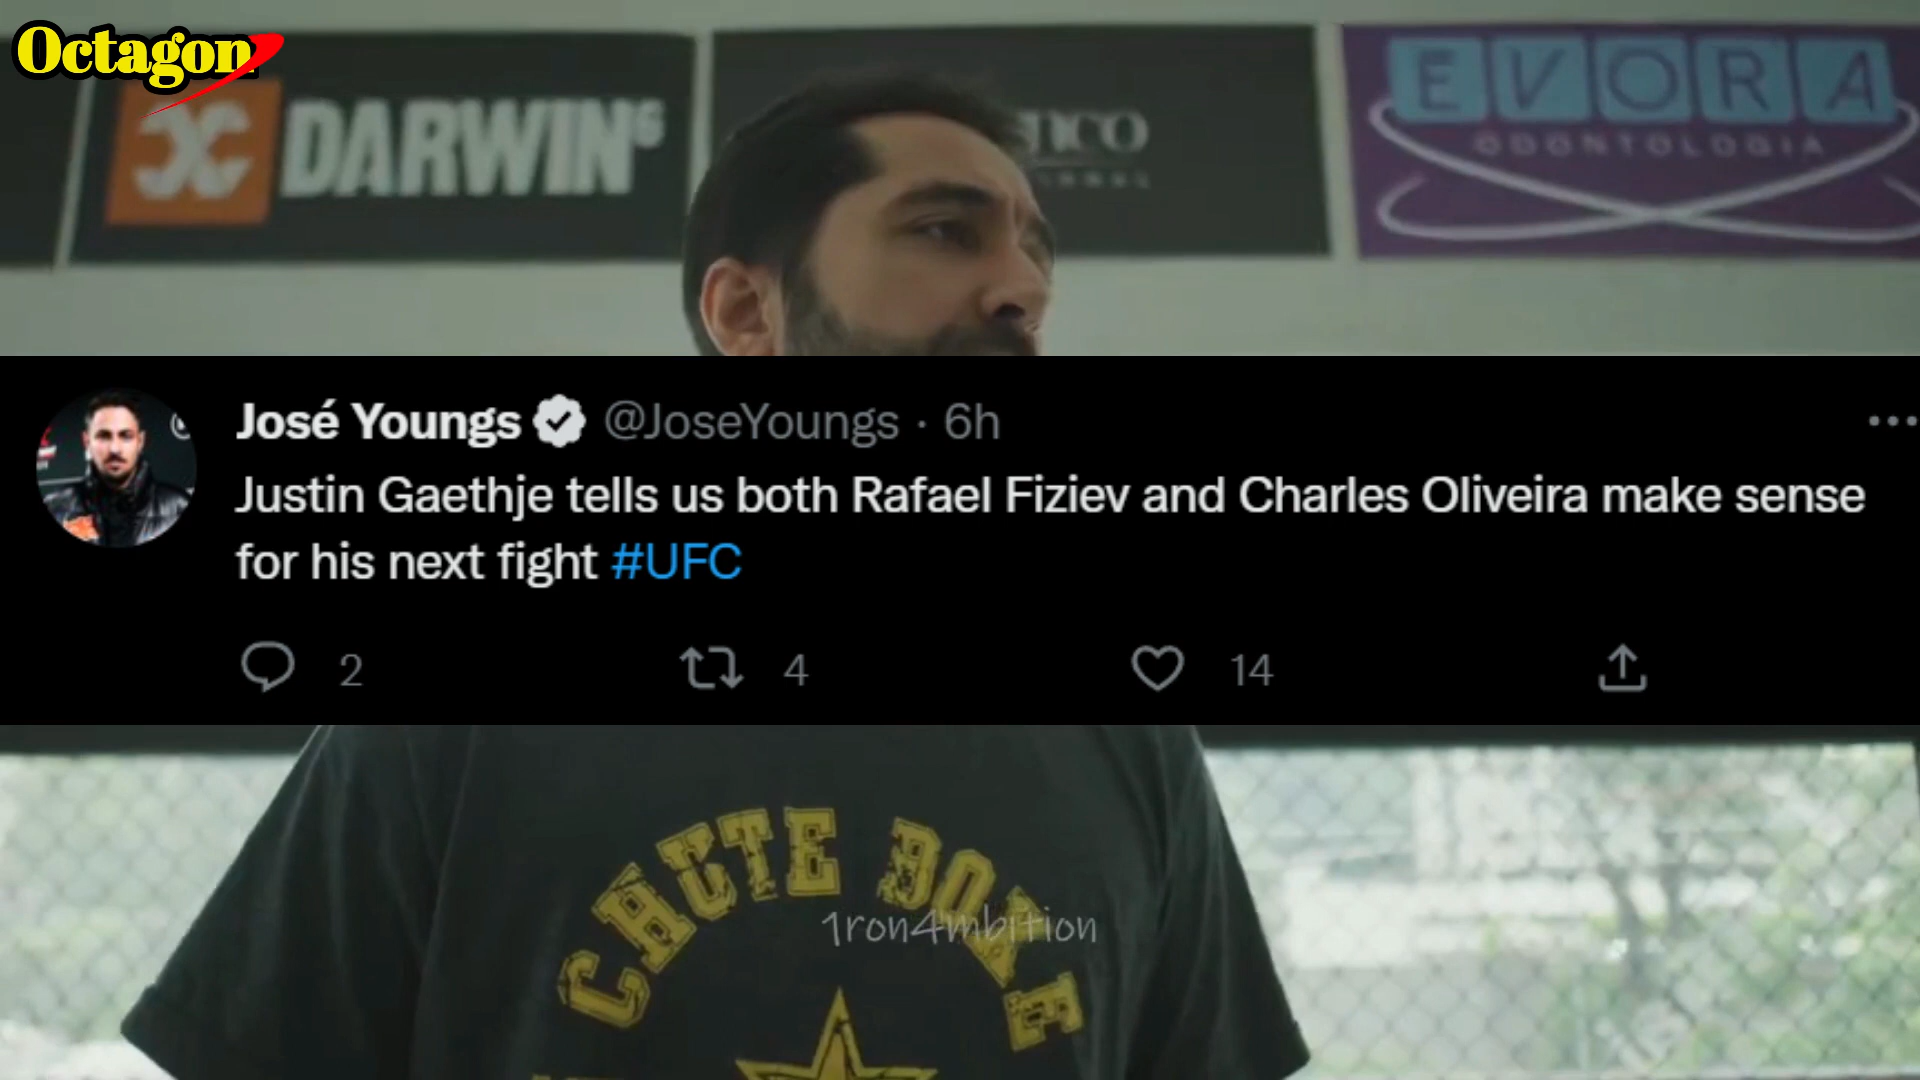 Octagon
DARWIN6
EVORA
ODONTOLOGIA
José Youngs @JoseYoungs · 6h
Justin Gaethje tells us both Rafael Fiziev and Charles Oliveira make sense
for his next fight #UFC
2 4 14
CHUTE BOXE
1ron4mbition